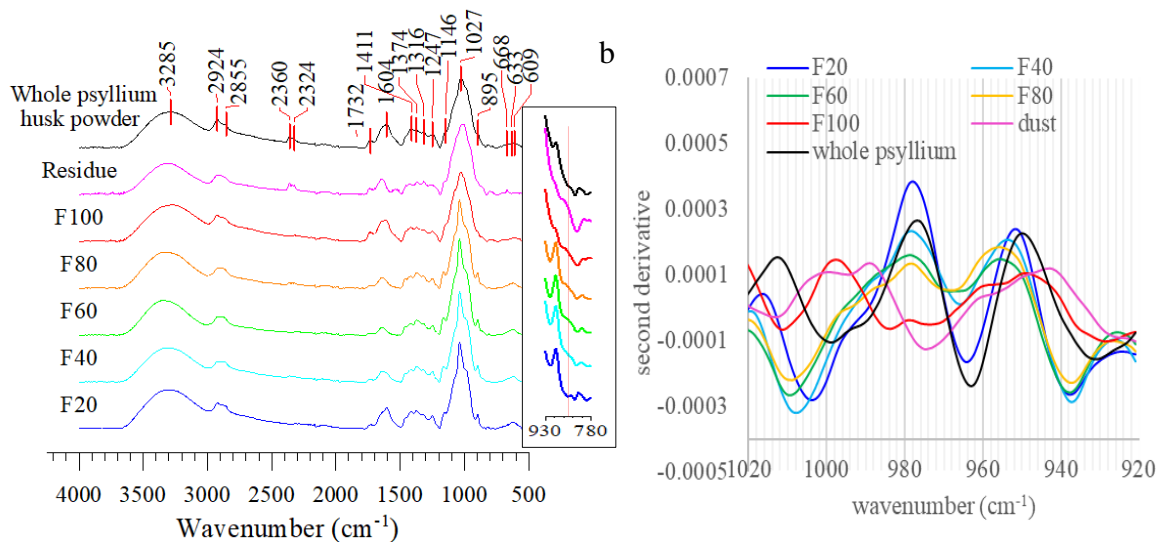 3285
2924
2855
2360
2324
1732
1411
1604
1374
1316
1247
1146
1027
895
668
633
609
Whole psyllium
husk powder
Residue
F100
F80
F60
F40
F20
930 780
4000 3500 3000 2500 2000 1500 1000 500
Wavenumber (cm-1)
b
F20 F40
F60 F80
F100 dust
whole psyllium
0.0007
0.0005
0.0003
0.0001
-0.0001
-0.0003
-0.0005
second derivative
1020 1000 980 960 940 920
wavenumber (cm-1)